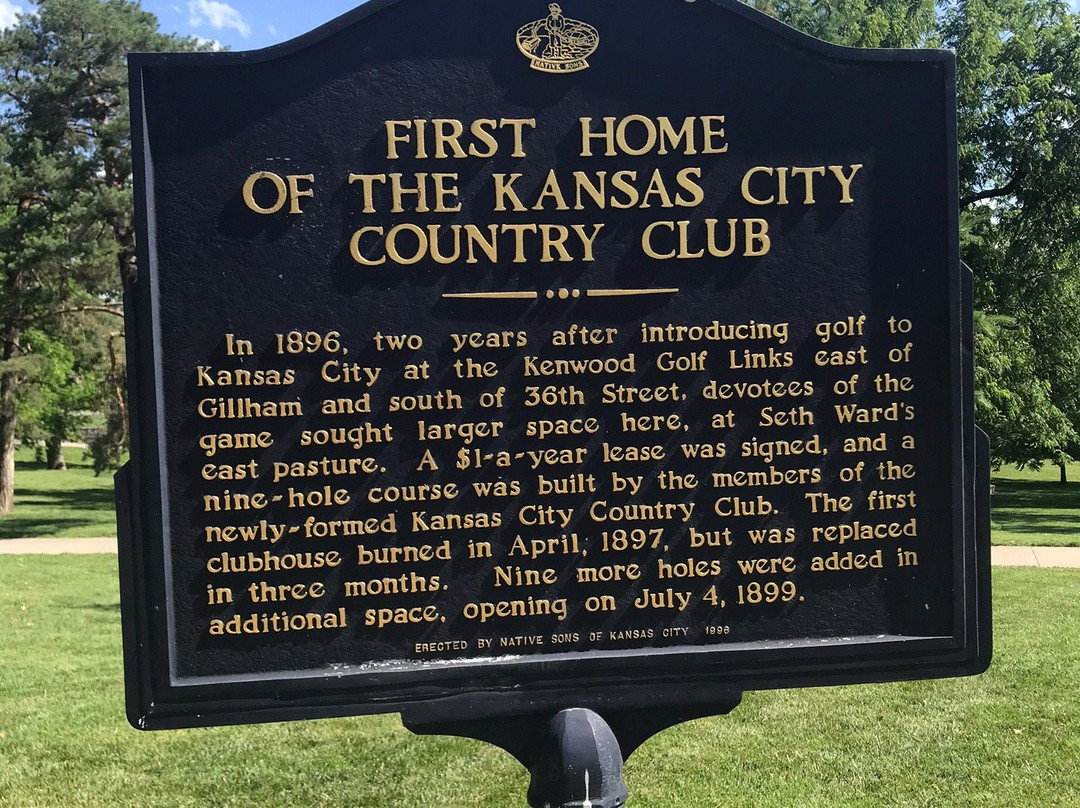 NATIVE SONS
FIRST HOME
OF THE KANSAS CITY
COUNTRY CLUB
In 1896, two years after introducing golf to
Kansas City at the Kenwood Golf Links east of
Gillham and south of 36th Street, devotees of the
game sought larger space here, at Seth Ward's
east pasture. A $1-a-year lease was signed, and a
nine-hole course was built by the members of the
newly-formed Kansas City Country Club. The first
clubhouse burned in April, 1897, but was replaced
in three months. Nine more holes were added in
additional space, opening on July 4, 1899.
ERECTED BY NATIVE SONS OF KANSAS CITY 1996